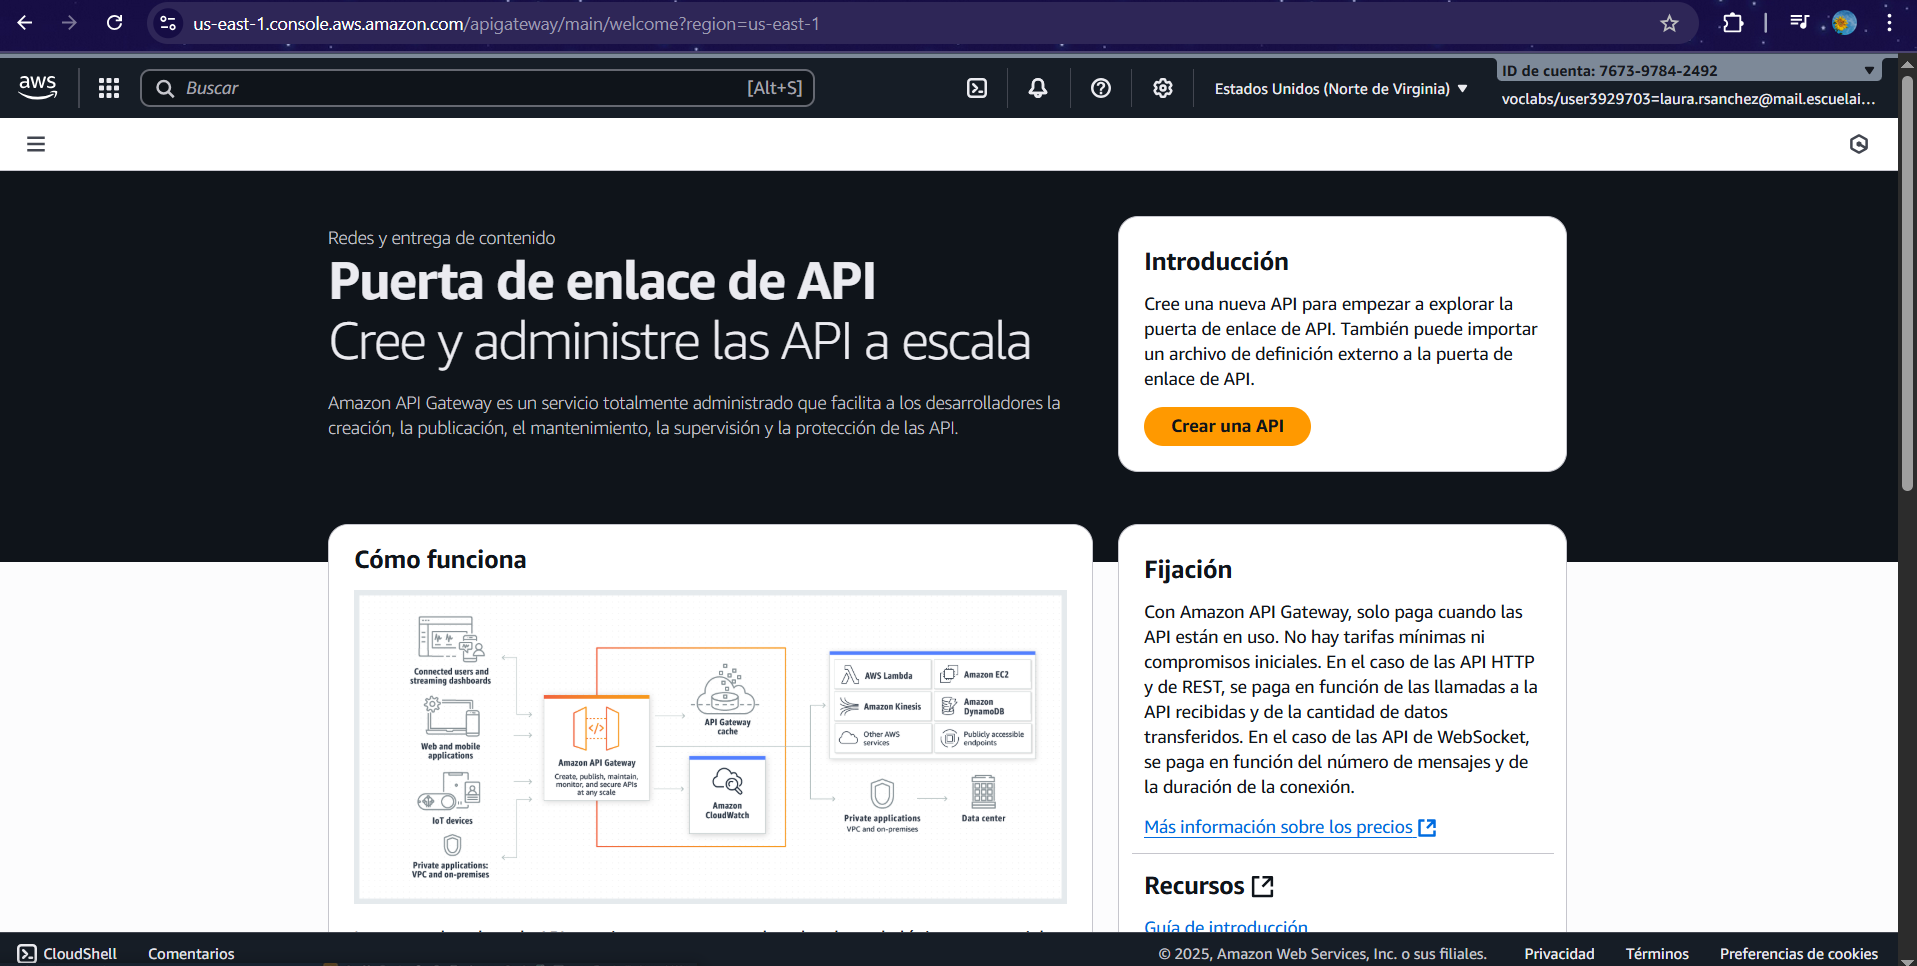 us-east-1.console.aws.amazon.com/apigateway/main/welcome?region=us-east-1
aws
Buscar
[Alt+S]
Estados Unidos (Norte de Virginia)
ID de cuenta: 7673-9784-2492
voclabs/user3929703=laura.rsanchez@mail.escuelai...
Redes y entrega de contenido
Puerta de enlace de API
Cree y administre las API a escala
Amazon API Gateway es un servicio totalmente administrado que facilita a los desarrolladores la
creación, la publicación, el mantenimiento, la supervisión y la protección de las API.
Introducción
Cree una nueva API para empezar a explorar la
puerta de enlace de API. También puede importar
un archivo de definición externo a la puerta de
enlace de API.
Crear una API
Cómo funciona
Connected users and
streaming dashboards
Web and mobile
applications
IoT devices
Private applications:
VPC and on-premises
Amazon API Gateway
Create, publish, maintain,
monitor, and secure APIs
at any scale
API Gateway
cache
Amazon
CloudWatch
AWS Lambda
Amazon EC2
Amazon Kinesis
Amazon
DynamoDB
Other AWS
services
Publicly accessible
endpoints
Private applications
VPC and on-premises
Data center
Fijación
Con Amazon API Gateway, solo paga cuando las
API están en uso. No hay tarifas mínimas ni
compromisos iniciales. En el caso de las API HTTP
y de REST, se paga en función de las llamadas a la
API recibidas y de la cantidad de datos
transferidos. En el caso de las API de WebSocket,
se paga en función del número de mensajes y de
la duración de la conexión.
Más información sobre los precios
Recursos
Guía de introducción
CloudShell
Comentarios
© 2025, Amazon Web Services, Inc. o sus filiales.
Privacidad
Términos
Preferencias de cookies